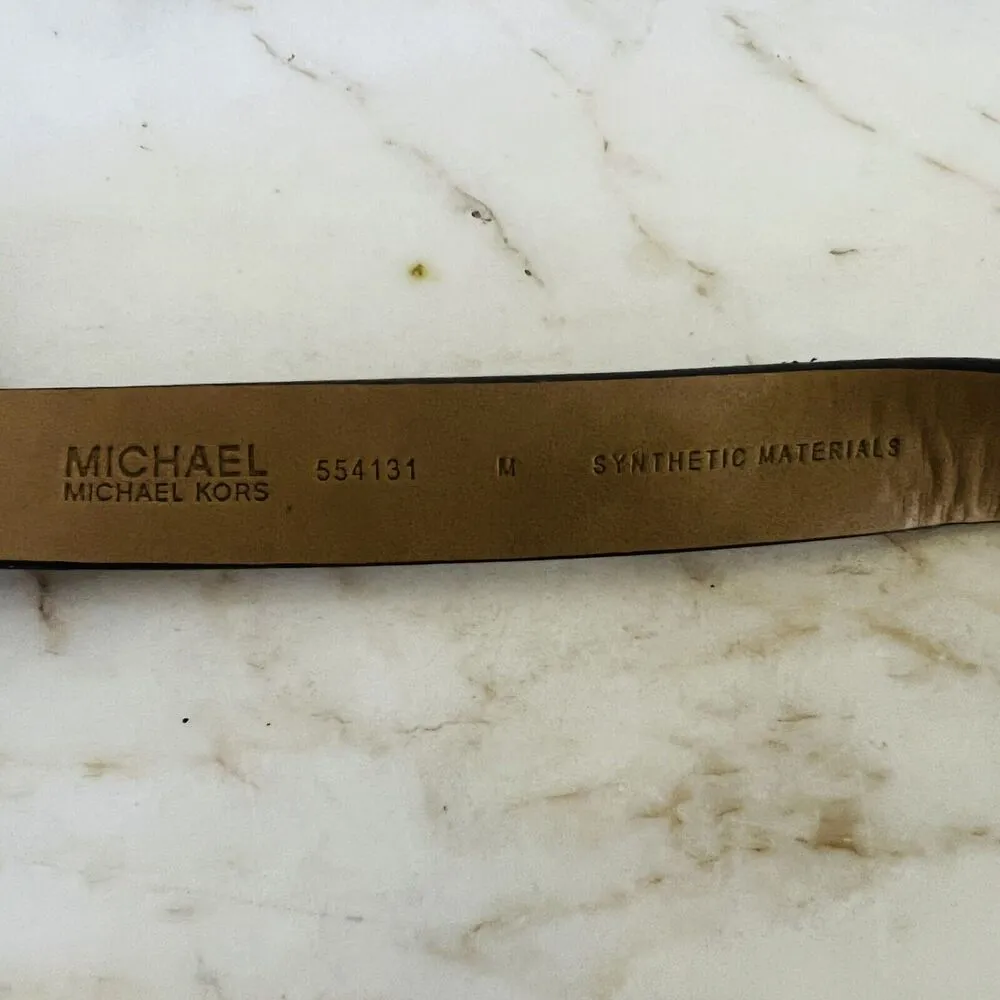 MICHAEL
MICHAEL KORS
554131
M
SYNTHETIC MATERIALS